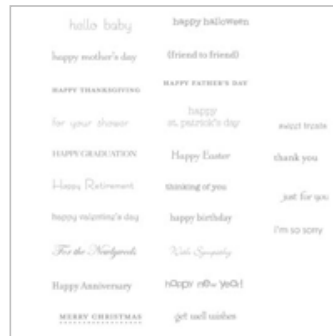 hello baby
happy mother's day
HAPPY THANKSGIVING
for your shower
HAPPY GRADUATION
Happy Retirement
happy valentine's day
For the Newlyweds
Happy Anniversary
MERRY CHRISTMAS
happy halloween
(friend to friend)
HAPPY FATHER'S DAY
happy
st. patrick's day
Happy Easter
thinking of you
happy birthday
With Sympathy
happy new year!
get well wishes
sweet treats
thank you
just for you
i'm so sorry